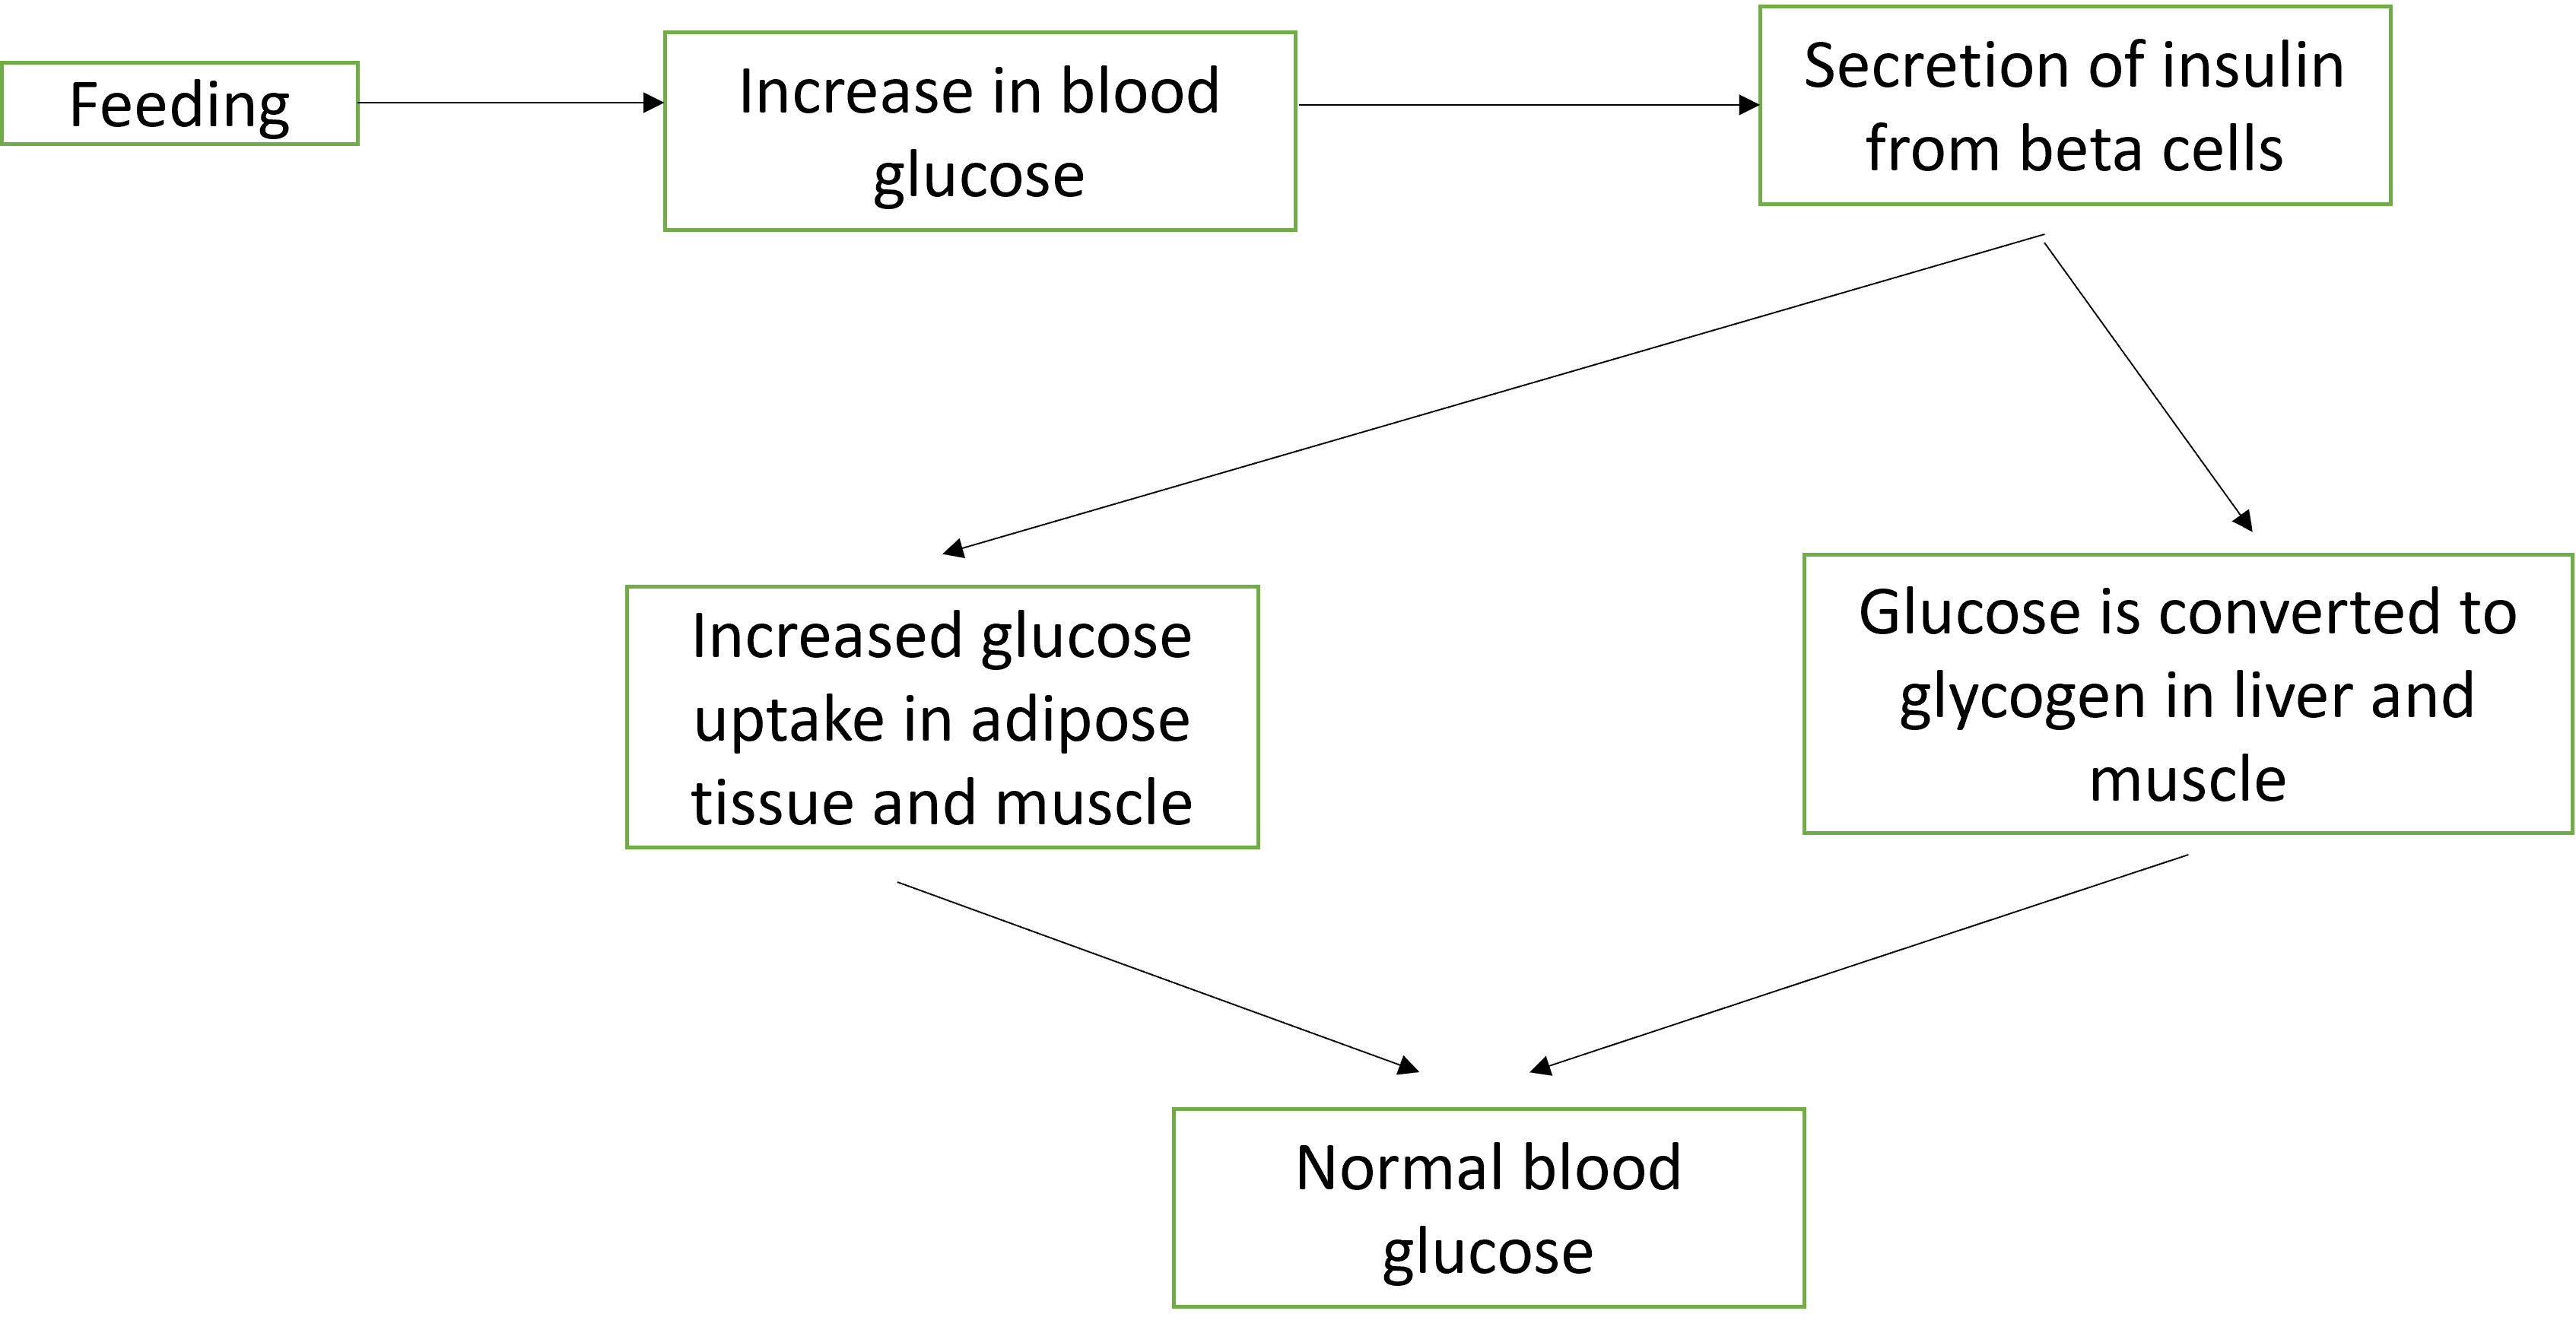 Feeding
Increase in blood
glucose
Secretion of insulin
from beta cells
Increased glucose
uptake in adipose
tissue and muscle
Glucose is converted to
glycogen in liver and
muscle
Normal blood
glucose